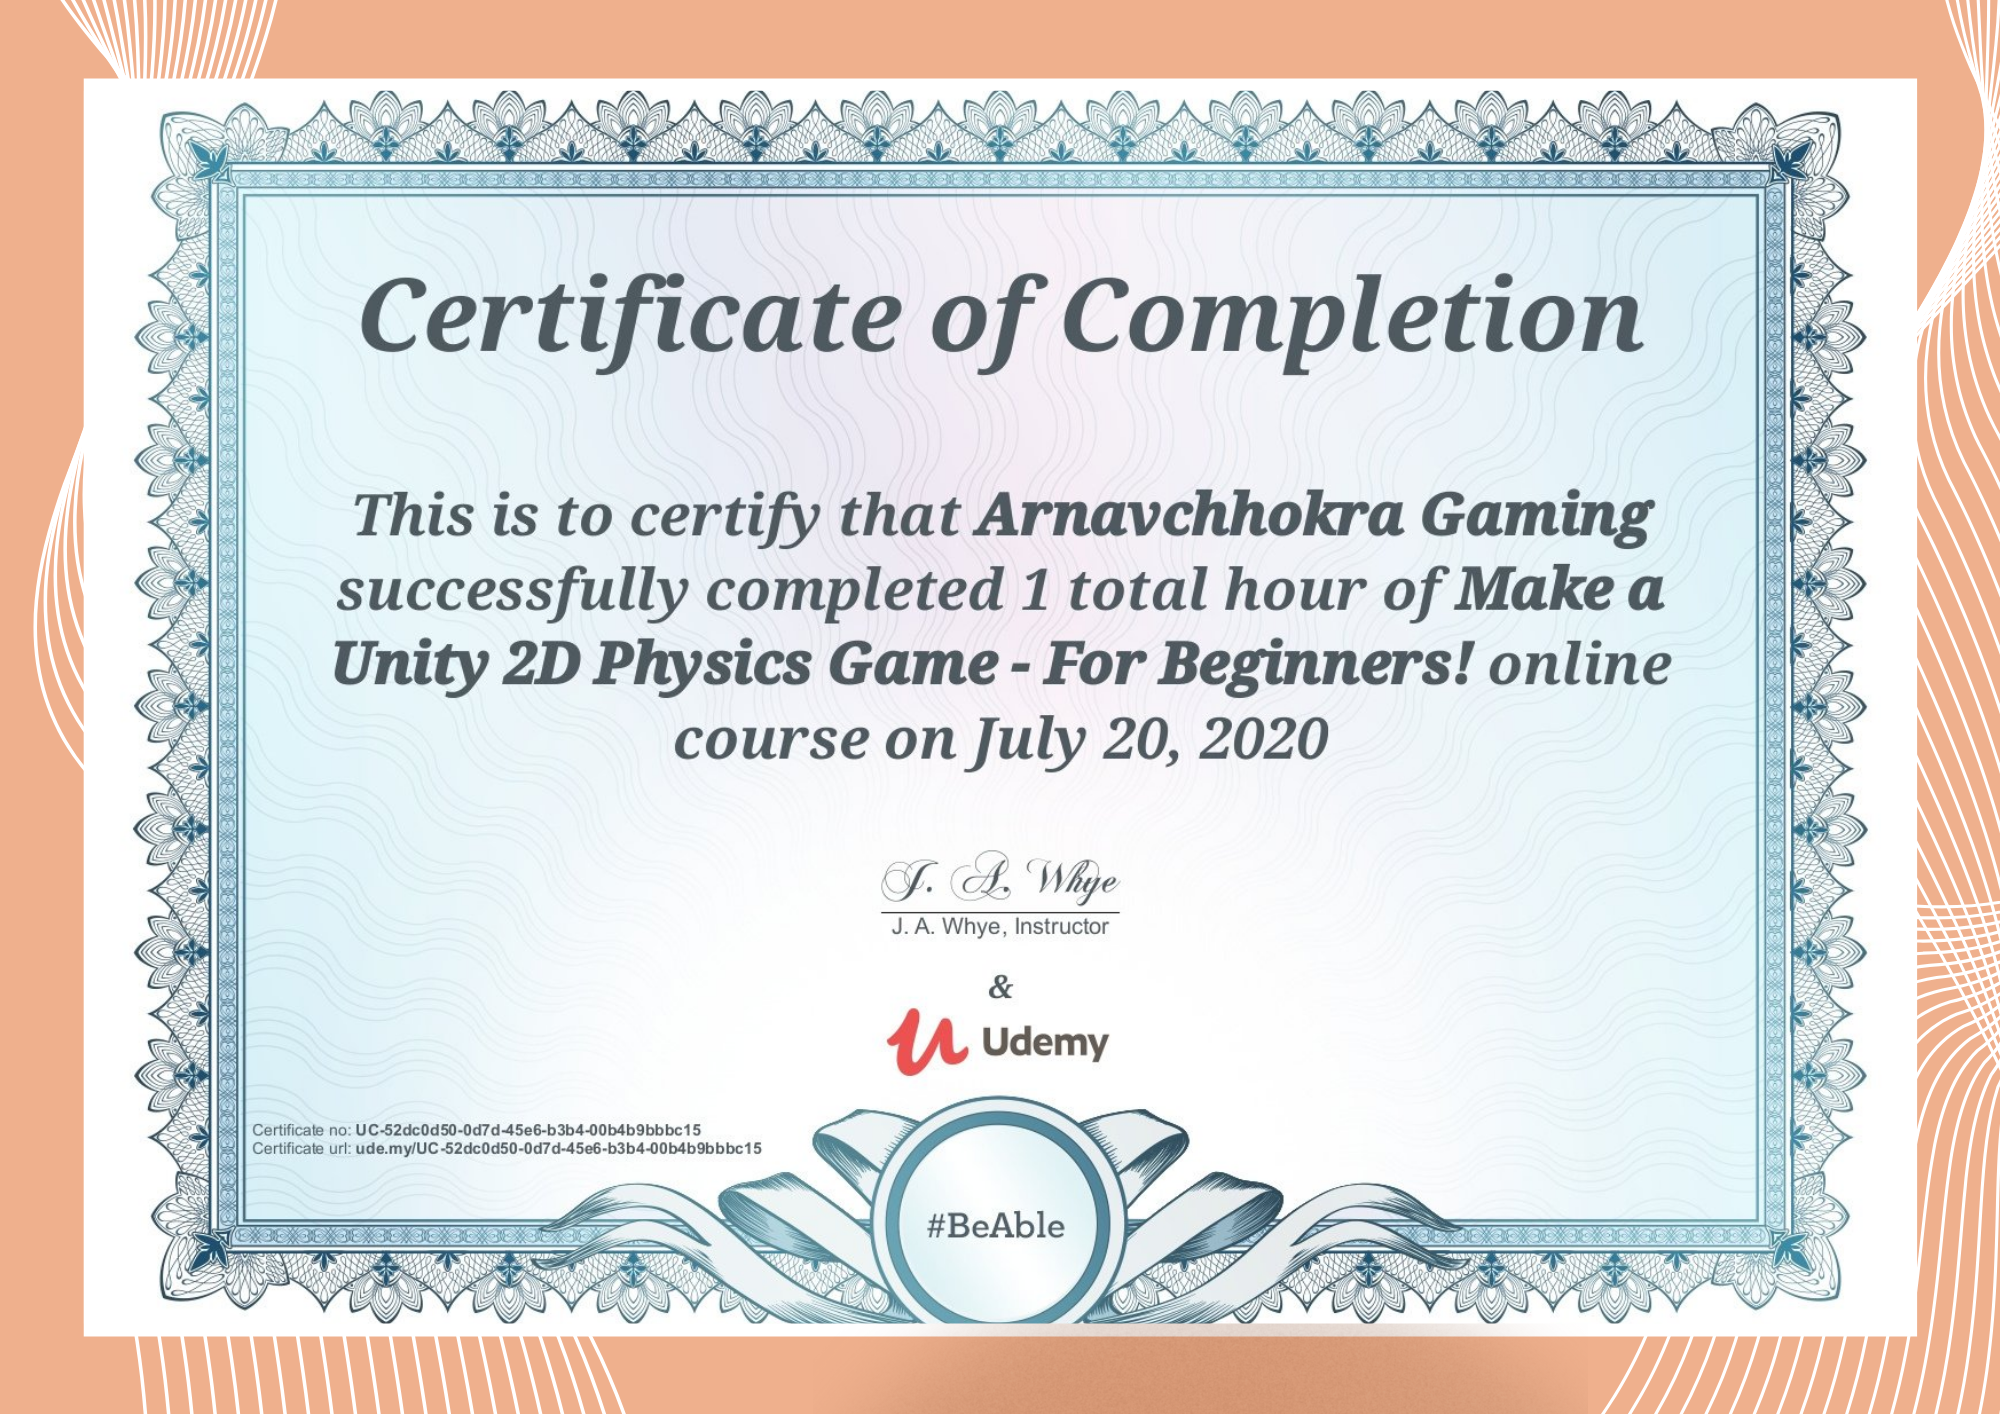 Certificate of Completion
This is to certify that Arnavchhokra Gaming
successfully completed 1 total hour of Make a
Unity 2D Physics Game - For Beginners! online
course on July 20, 2020
J. A. Whye
J. A. Whye, Instructor
&
Udemy
Certificate no: UC-52dc0d50-0d7d-45e6-b3b4-00b4b9bbbc15
Certificate url: ude.my/UC-52dc0d50-0d7d-45e6-b3b4-00b4b9bbbc15
#BeAble